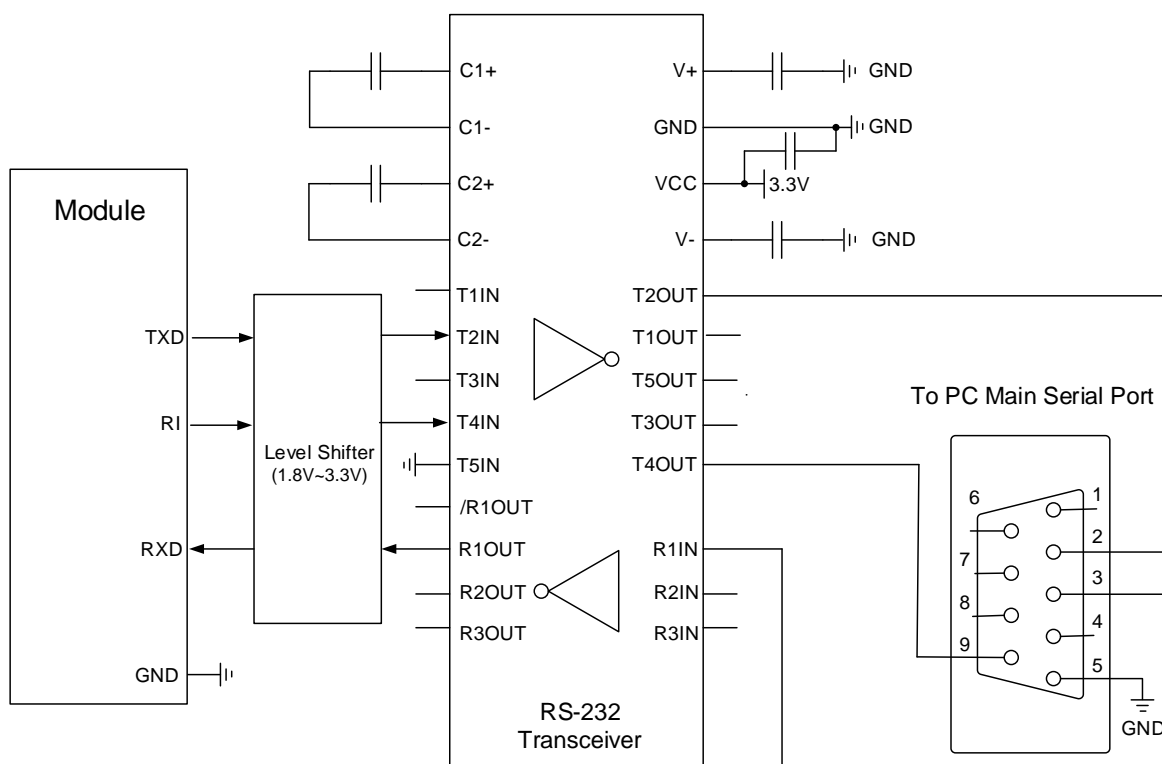 Module
TXD
RI
RXD
GND
Level Shifter
(1.8V~3.3V)
C1+
C1-
C2+
C2-
T1IN
T2IN
T3IN
T4IN
T5IN
/R1OUT
R1OUT
R2OUT
R3OUT
V+
GND
VCC
V-
T2OUT
T1OUT
T5OUT
T3OUT
T4OUT
R1IN
R2IN
R3IN
RS-232
Transceiver
GND
GND
3.3V
GND
To PC Main Serial Port
6
7
8
9
1
2
3
4
5
GND